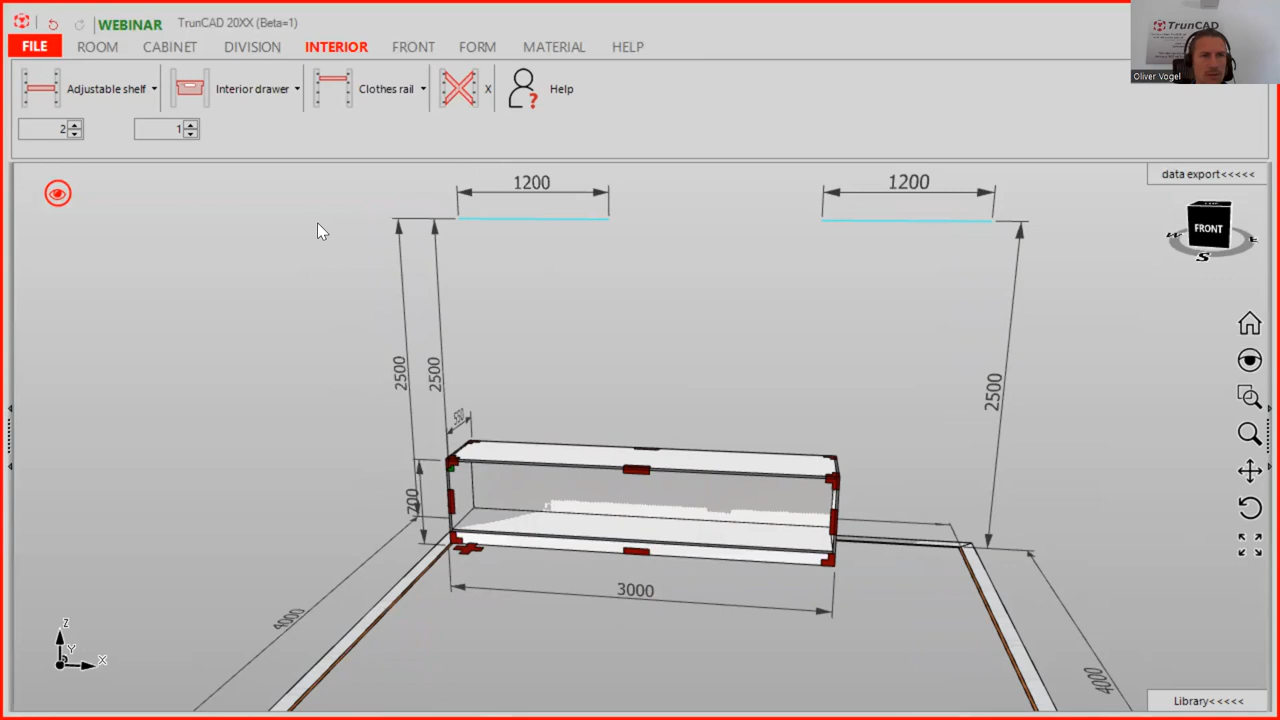 WEBINAR TrunCAD 20XX (Beta=1)
FILE ROOM CABINET DIVISION INTERIOR FRONT FORM MATERIAL HELP
TrunCAD
Oliver Vogel
Adjustable shelf Interior drawer Clothes rail X Help
2 1
data export<<<<<
1200 1200
FRONT
W E
S
2500 2500 2500
550
700
3000
4000 4000
Z
Y
X
Library<<<<<